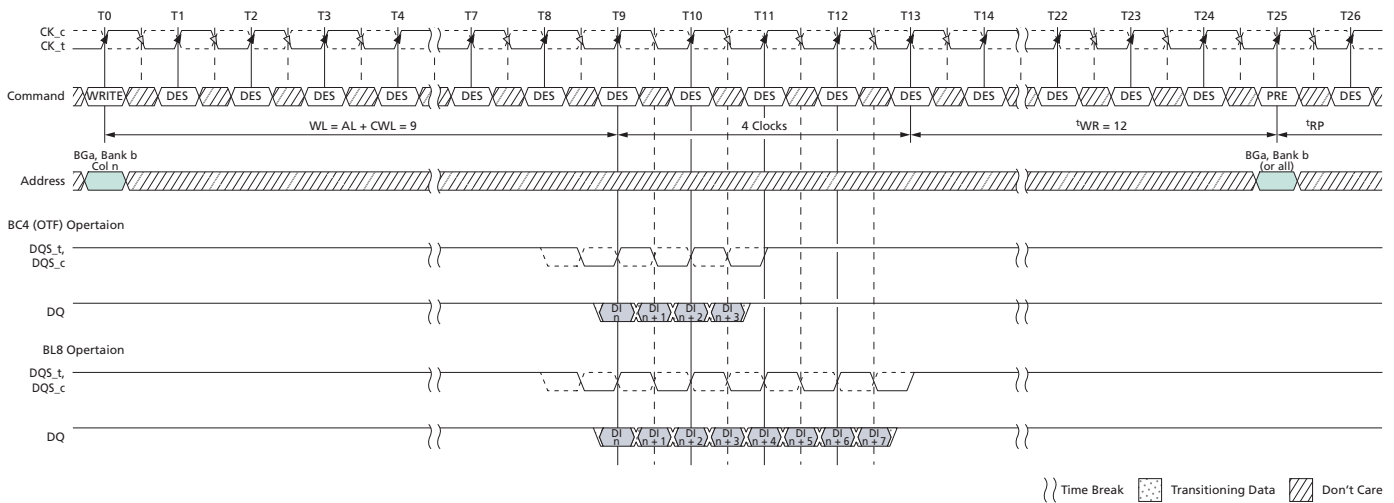 T0 T1 T2 T3 T4 T7 T8 T9 T10 T11 T12 T13 T14 T22 T23 T24 T25 T26
CK_c
CK_t
Command WRITE DES DES DES DES DES DES DES DES DES DES DES DES DES DES DES PRE DES
WL = AL + CWL = 9 4 Clocks tWR = 12 tRP
BGa, Bank b
Col n
BGa, Bank b
(or all)
Address
BC4 (OTF) Opertaion
DQS_t,
DQS_c
DQ DI n DI n + 1 DI n + 2 DI n + 3
BL8 Opertaion
DQS_t,
DQS_c
DQ DI n DI n + 1 DI n + 2 DI n + 3 DI n + 4 DI n + 5 DI n + 6 DI n + 7
Time Break Transitioning Data Don't Care